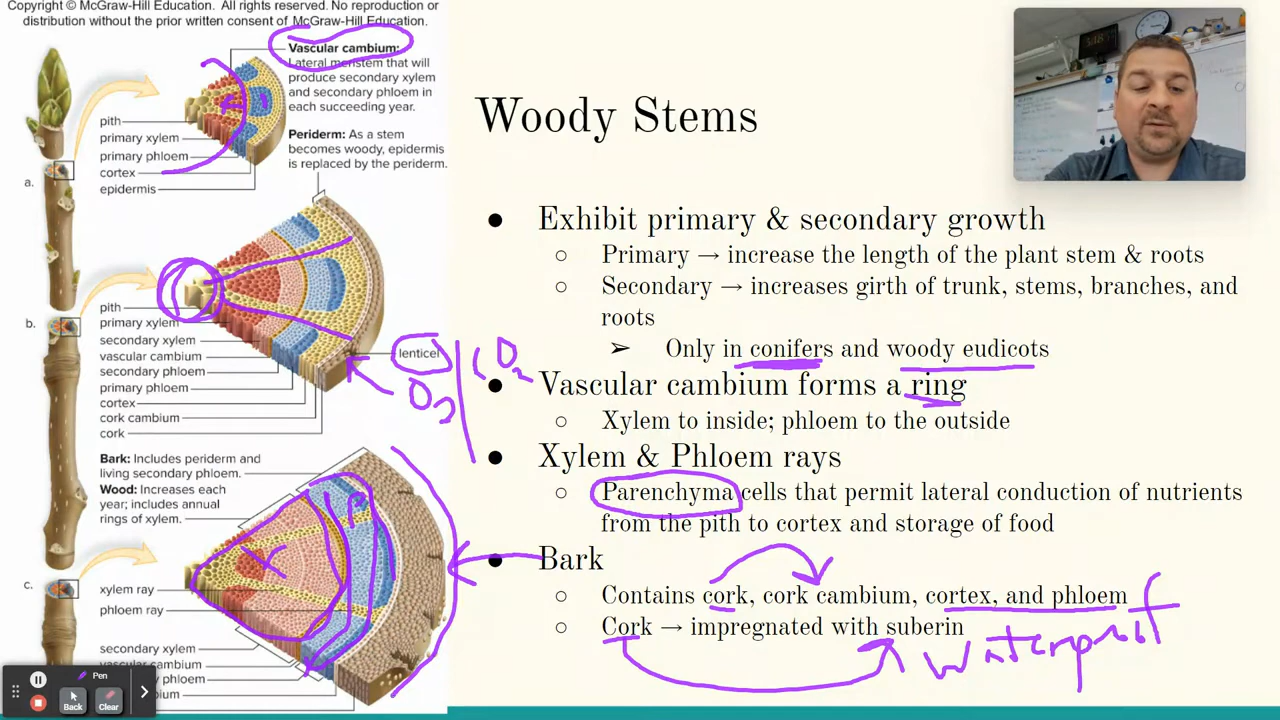 Copyright © McGraw-Hill Education. All rights reserved. No reproduction or
distribution without the prior written consent of McGraw-Hill Education.
Vascular cambium:
Lateral meristem that will
produce secondary xylem
and secondary phloem in
each succeeding year.
pith
primary xylem
primary phloem
cortex
epidermis
a.
Periderm: As a stem
becomes woody, epidermis
is replaced by the periderm.
pith
primary xylem
secondary xylem
vascular cambium
secondary phloem
primary phloem
cortex
cork cambium
cork
b.
lenticel
O2
CO2
Bark: Includes periderm and
living secondary phloem.
Wood: Increases each
year; includes annual
rings of xylem.
X
P
c.
xylem ray
phloem ray
secondary xylem
vascular cambium
phloem
Pen
Back
Clear
Woody Stems
● Exhibit primary & secondary growth
○ Primary → increase the length of the plant stem & roots
○ Secondary → increases girth of trunk, stems, branches, and
roots
➢ Only in conifers and woody eudicots
● Vascular cambium forms a ring
○ Xylem to inside; phloem to the outside
● Xylem & Phloem rays
○ Parenchyma cells that permit lateral conduction of nutrients
from the pith to cortex and storage of food
● Bark
○ Contains cork, cork cambium, cortex, and phloem
○ Cork → impregnated with suberin
waterproof